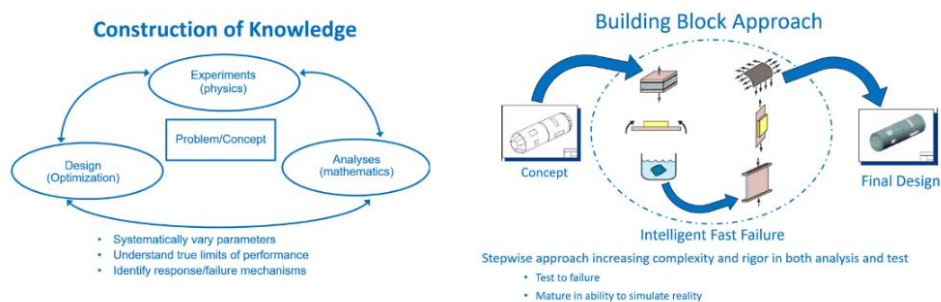 Construction of Knowledge
Experiments
(physics)
Problem/Concept
Design
(Optimization)
Analyses
(mathematics)
• Systematically vary parameters
• Understand true limits of performance
• Identify response/failure mechanisms
Building Block Approach
Concept
Final Design
Intelligent Fast Failure
Stepwise approach increasing complexity and rigor in both analysis and test
• Test to failure
• Mature in ability to simulate reality